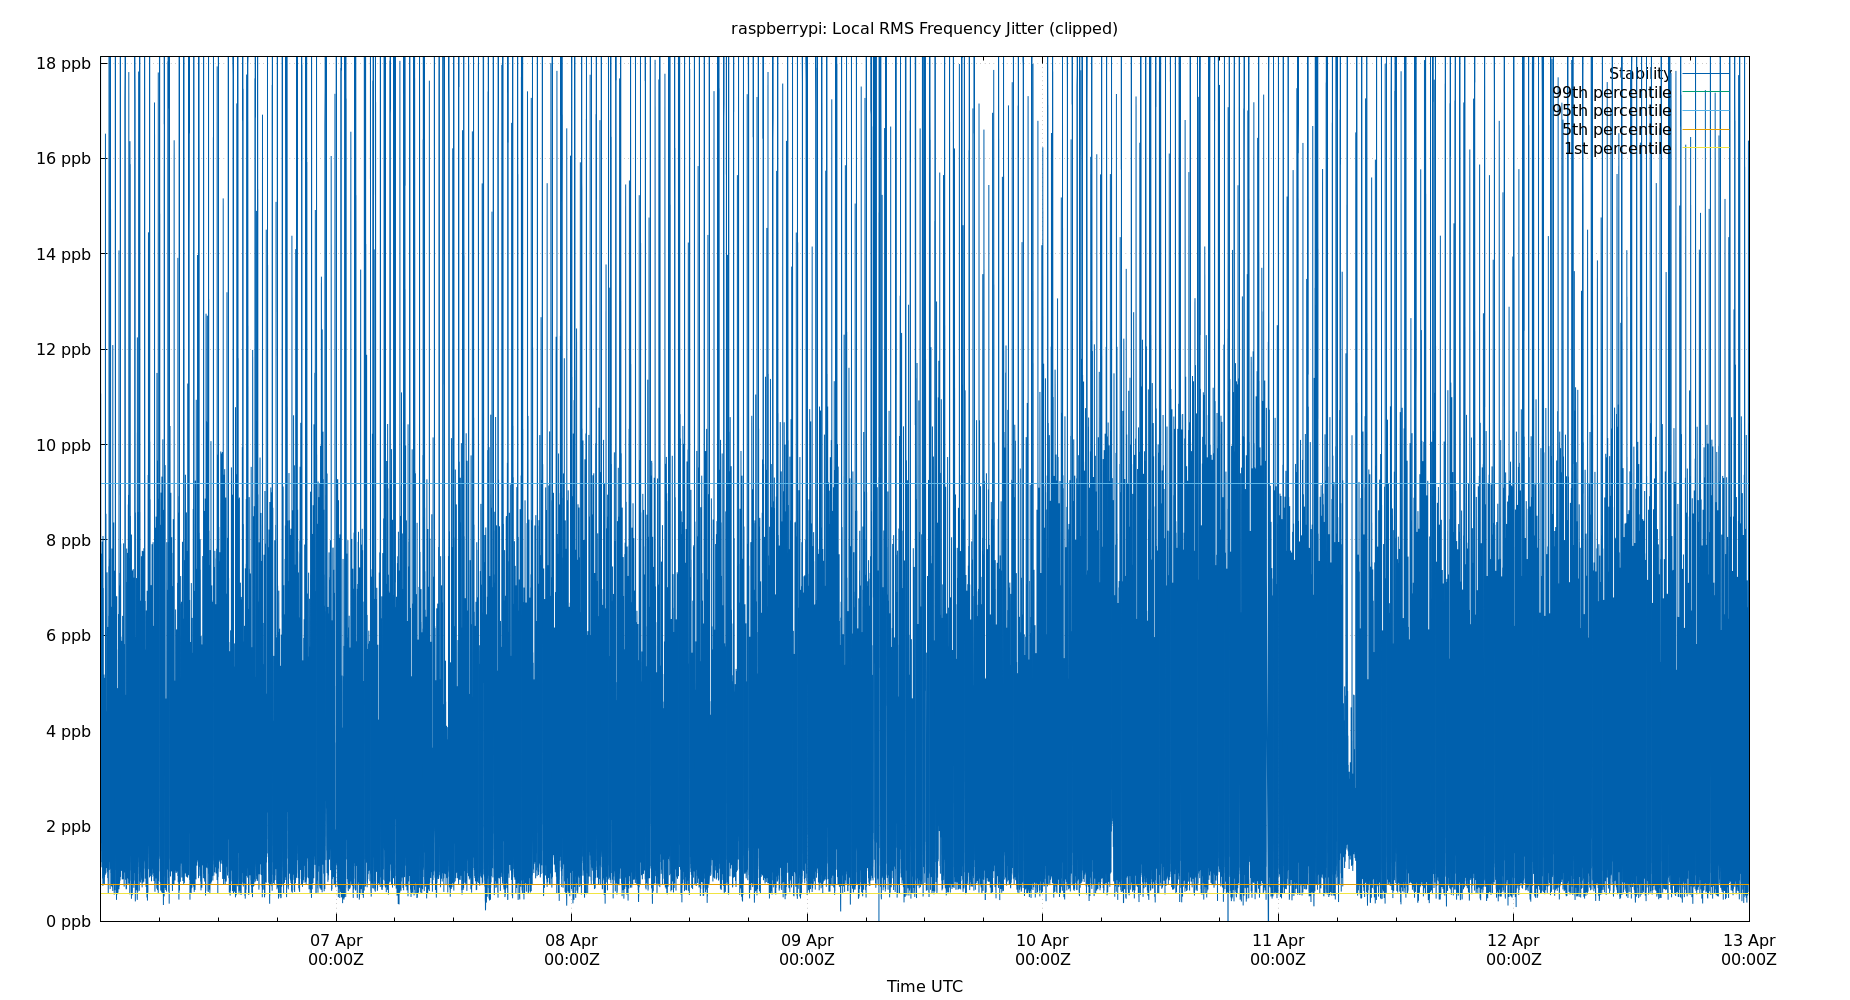 raspberrypi: Local RMS Frequency Jitter (clipped)
18 ppb
16 ppb
14 ppb
12 ppb
10 ppb
8 ppb
6 ppb
4 ppb
2 ppb
0 ppb
Stability
99th percentile
95th percentile
5th percentile
1st percentile
07 Apr
00:00Z
08 Apr
00:00Z
09 Apr
00:00Z
10 Apr
00:00Z
11 Apr
00:00Z
12 Apr
00:00Z
13 Apr
00:00Z
Time UTC